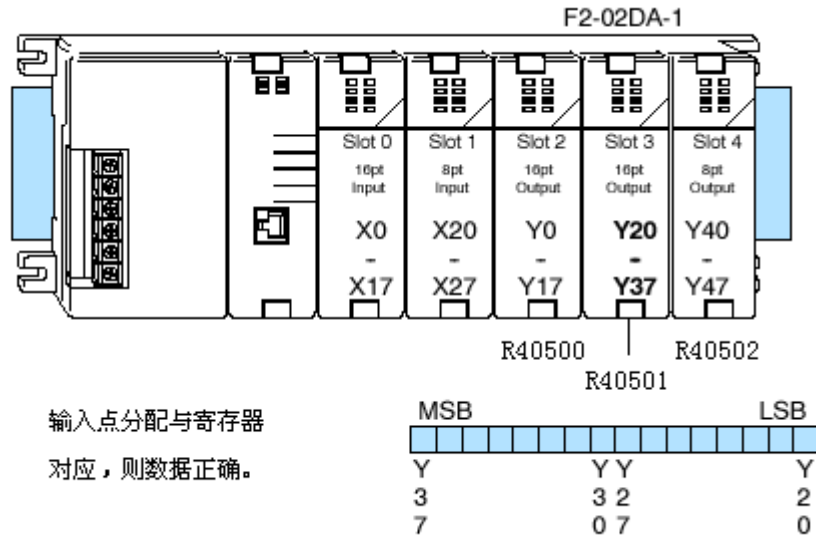 F2-02DA-1
Slot 0 Slot 1 Slot 2 Slot 3 Slot 4
16pt 8pt 16pt 16pt 8pt
Input Input Output Output Output
X0 X20 Y0 Y20 Y40
- - - - -
X17 X27 Y17 Y37 Y47
R40500 R40502
R40501
输入点分配与寄存器
对应，则数据正确。
MSB LSB
Y Y Y Y
3 3 2 2
7 0 7 0